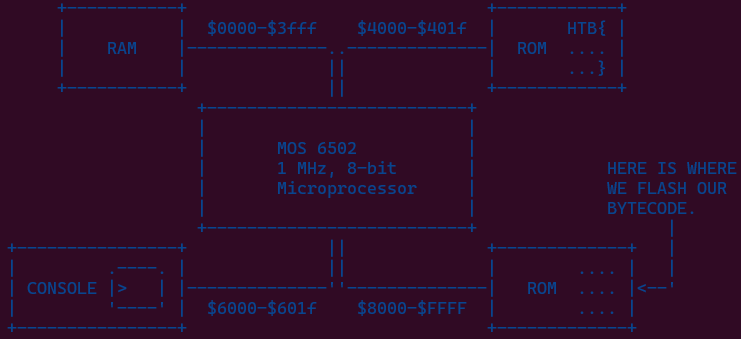 $0000-$3fff $4000-$401f HTB{
RAM ROM ....
...}
MOS 6502
1 MHz, 8-bit
Microprocessor
HERE IS WHERE
WE FLASH OUR
BYTECODE.
....
CONSOLE > ROM ....
$6000-$601f $8000-$FFFF ....